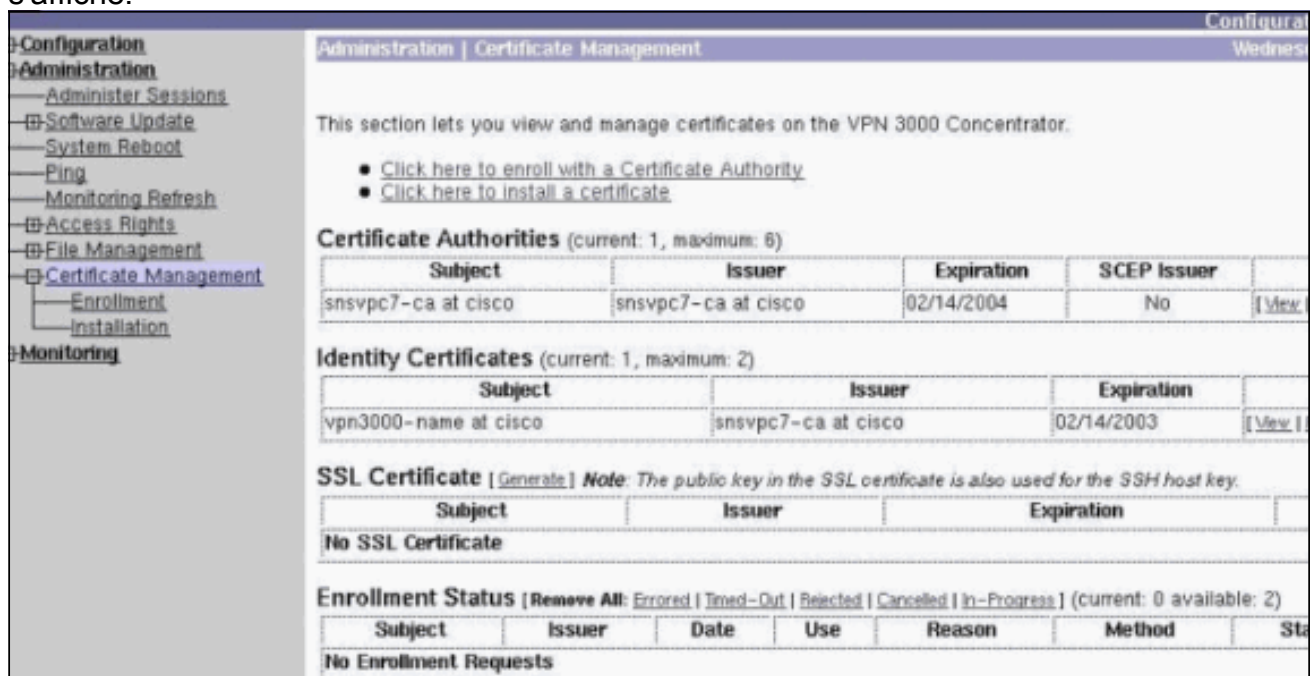 s'affiche.
Configuration
Administration
Administer Sessions
Software Update
System Reboot
Ping
Monitoring Refresh
Access Rights
File Management
Certificate Management
Enrollment
Installation
Monitoring
Administration | Certificate Management
This section lets you view and manage certificates on the VPN 3000 Concentrator.
• Click here to enroll with a Certificate Authority
• Click here to install a certificate
Certificate Authorities (current: 1, maximum: 6)
Subject Issuer Expiration SCEP Issuer
snsvpc7-ca at cisco snsvpc7-ca at cisco 02/14/2004 No [ View |
Identity Certificates (current: 1, maximum: 2)
Subject Issuer Expiration
vpn3000-name at cisco snsvpc7-ca at cisco 02/14/2003 [ View |
SSL Certificate [ Generate ] Note: The public key in the SSL certificate is also used for the SSH host key.
Subject Issuer Expiration
No SSL Certificate
Enrollment Status [ Remove All: Errored | Timed-Out | Rejected | Cancelled | In-Progress ] (current: 0 available: 2)
Subject Issuer Date Use Reason Method
No Enrollment Requests